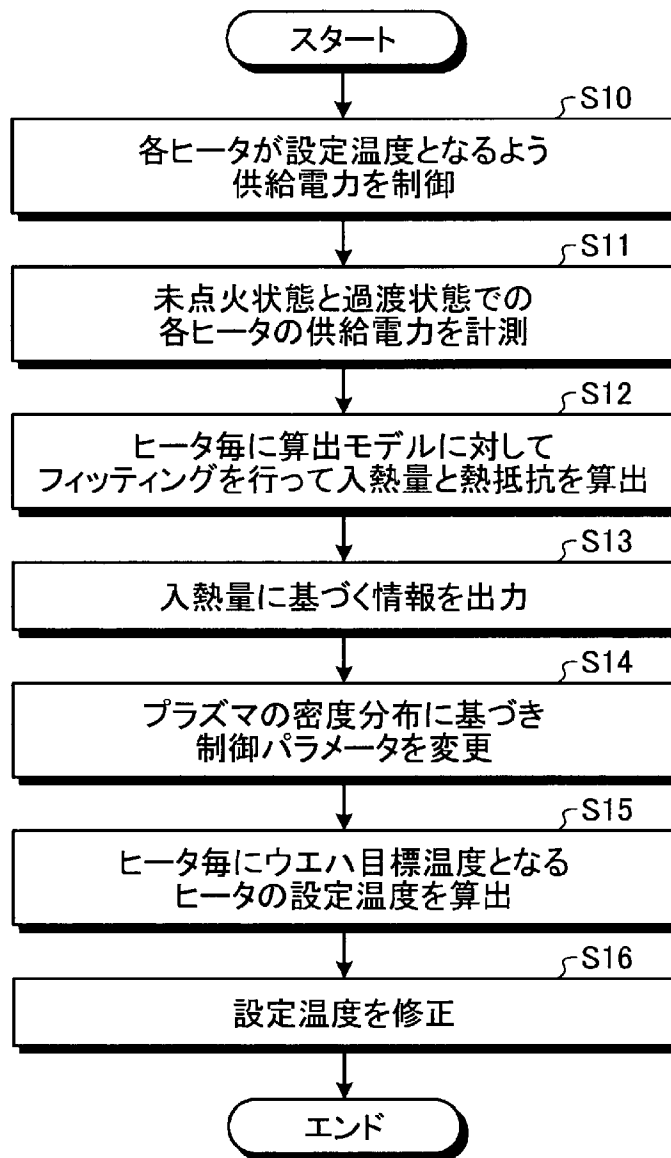 スタート
S10
各ヒータが設定温度となるよう
供給電力を制御
S11
未点火状態と過渡状態での
各ヒータの供給電力を計測
S12
ヒータ毎に算出モデルに対して
フィッティングを行って入熱量と熱抵抗を算出
S13
入熱量に基づく情報を出力
S14
プラズマの密度分布に基づき
制御パラメータを変更
S15
ヒータ毎にウエハ目標温度となる
ヒータの設定温度を算出
S16
設定温度を修正
エンド